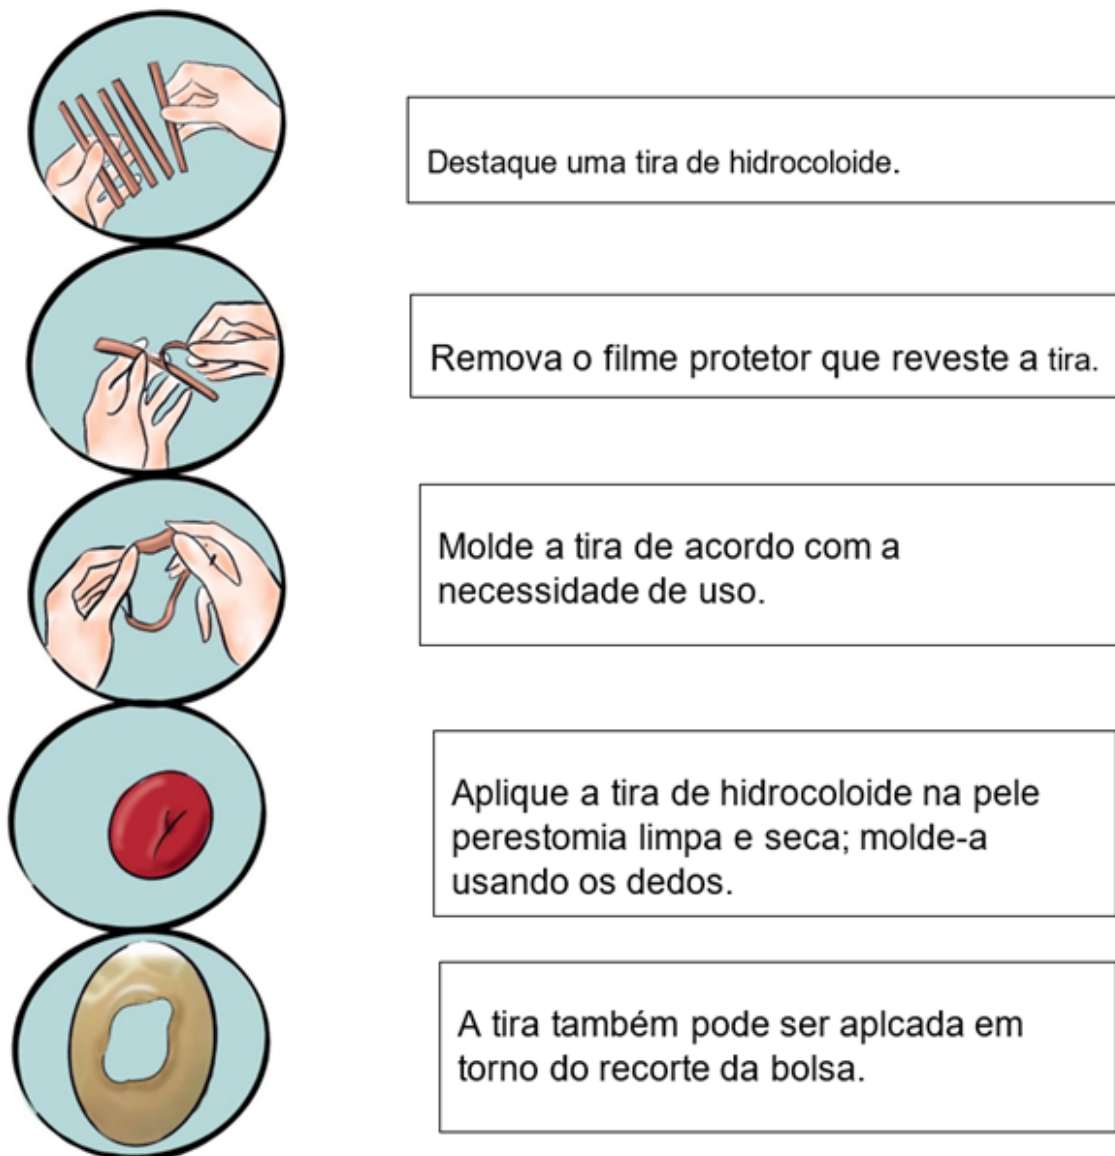 Destaque uma tira de hidrocoloide.
Remova o filme protetor que reveste a tira.
Molde a tira de acordo com a
necessidade de uso.
Aplique a tira de hidrocoloide na pele
perestomia limpa e seca; molde-a
usando os dedos.
A tira também pode ser aplcada em
torno do recorte da bolsa.